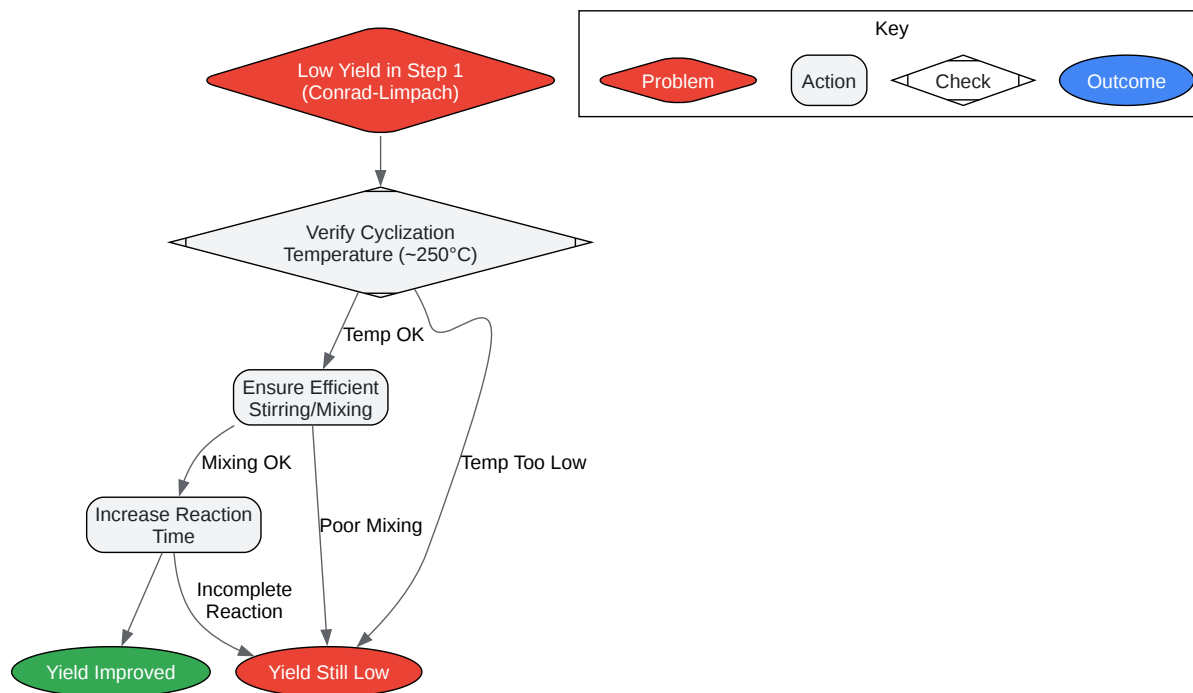 Low Yield in Step 1
(Conrad-Limpach)
Key
Problem
Action
Check
Outcome
Verify Cyclization
Temperature (~250°C)
Temp OK
Ensure Efficient
Stirring/Mixing
Mixing OK
Temp Too Low
Increase Reaction
Time
Poor Mixing
Incomplete
Reaction
Yield Improved
Yield Still Low